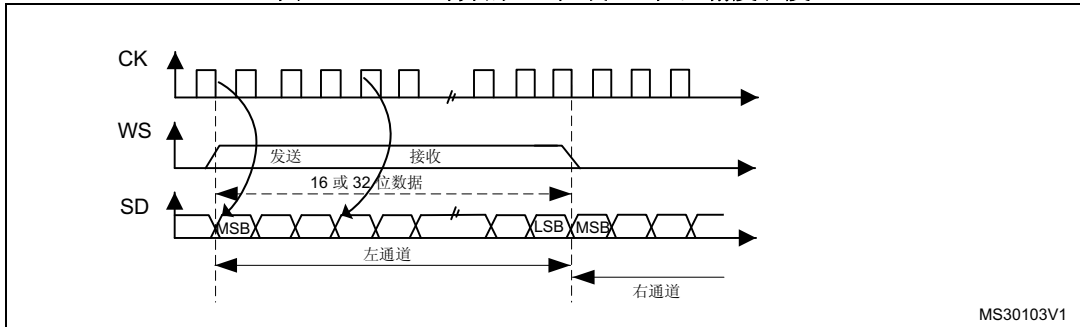 CK
WS
发送 接收
16 或 32 位数据
SD
MSB LSB MSB
左通道
右通道
MS30103V1